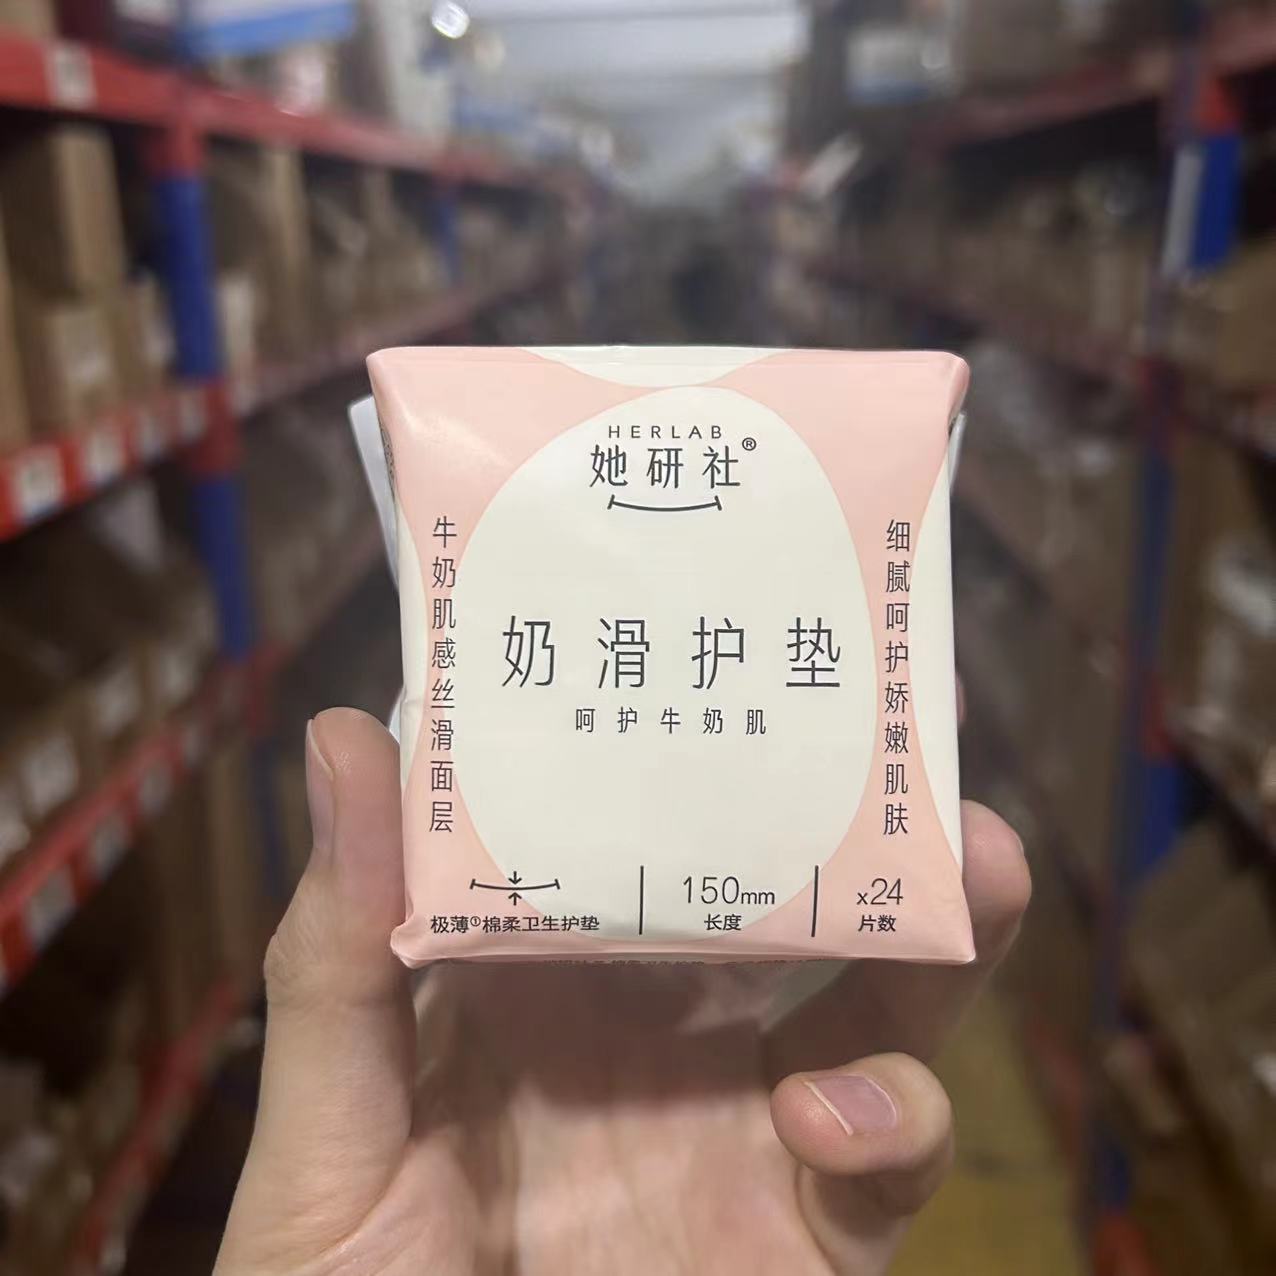 HERLAB
她研社®
牛奶肌感丝滑面层
细腻呵护娇嫩肌肤
奶滑护垫
呵护牛奶肌
极薄①棉柔卫生护垫
150mm
长度
x24
片数